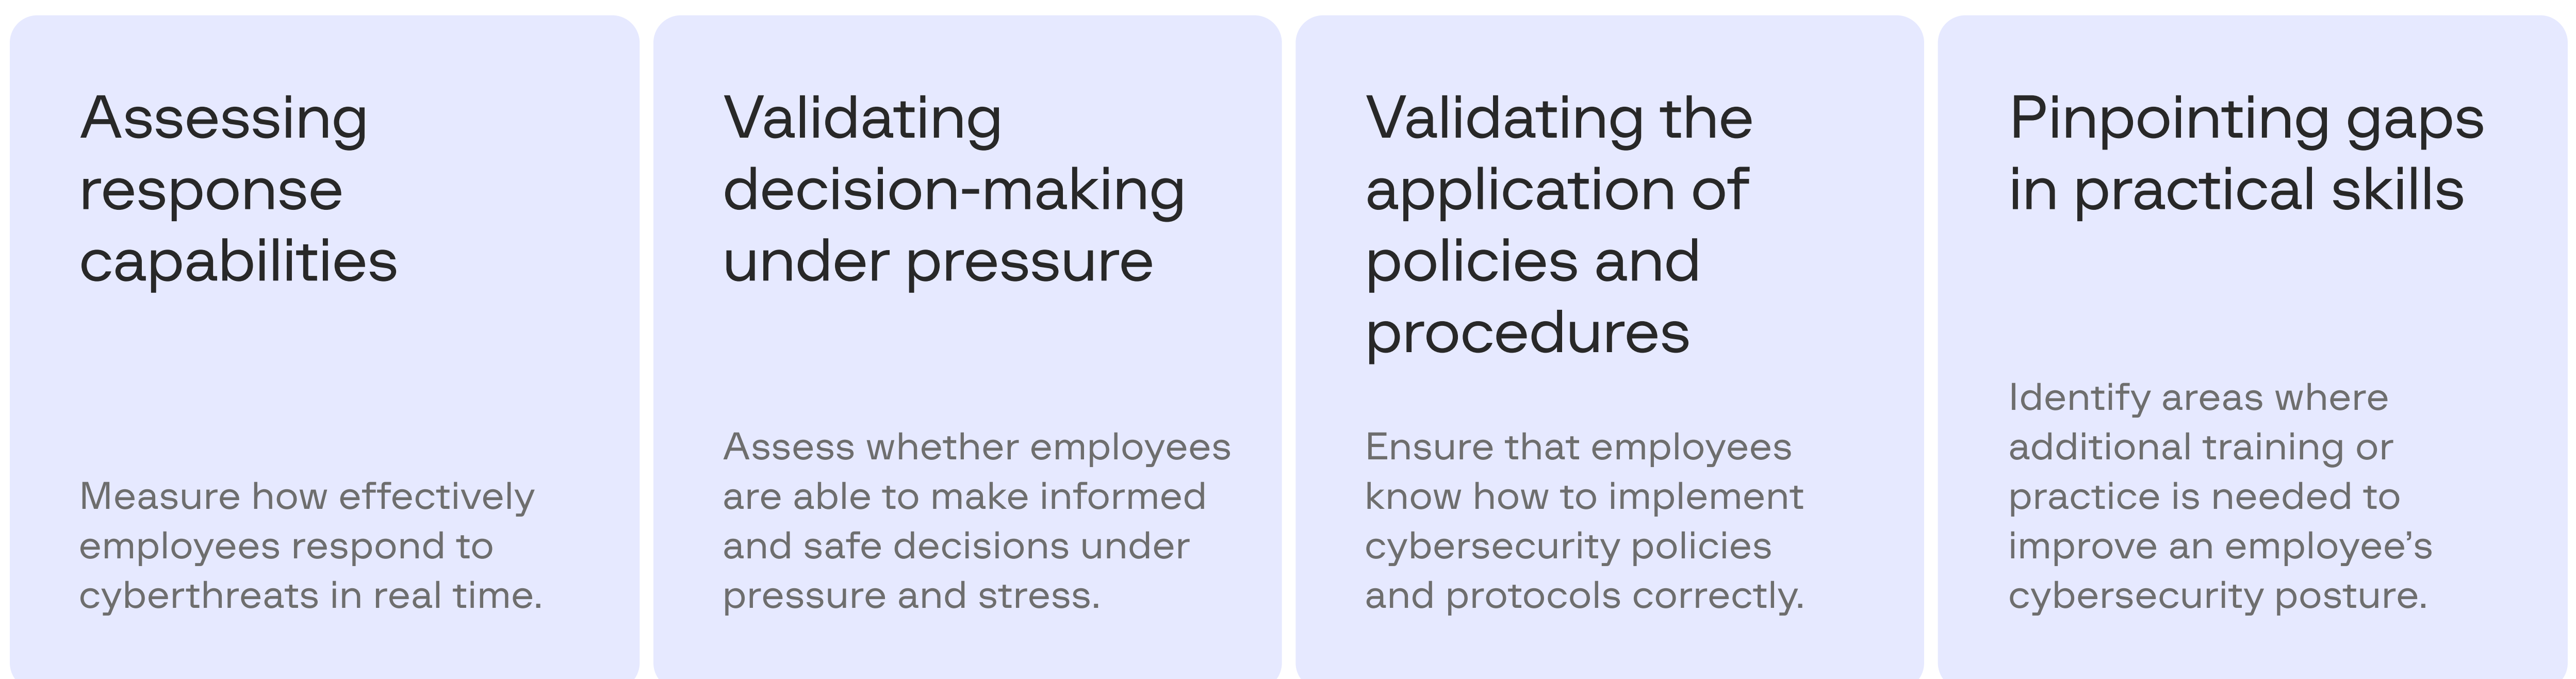 Assessing
response
capabilities
Measure how effectively
employees respond to
cyberthreats in real time.
Validating
decision-making
under pressure
Assess whether employees
are able to make informed
and safe decisions under
pressure and stress.
Validating the
application of
policies and
procedures
Ensure that employees
know how to implement
cybersecurity policies
and protocols correctly.
Pinpointing gaps
in practical skills
Identify areas where
additional training or
practice is needed to
improve an employee’s
cybersecurity posture.